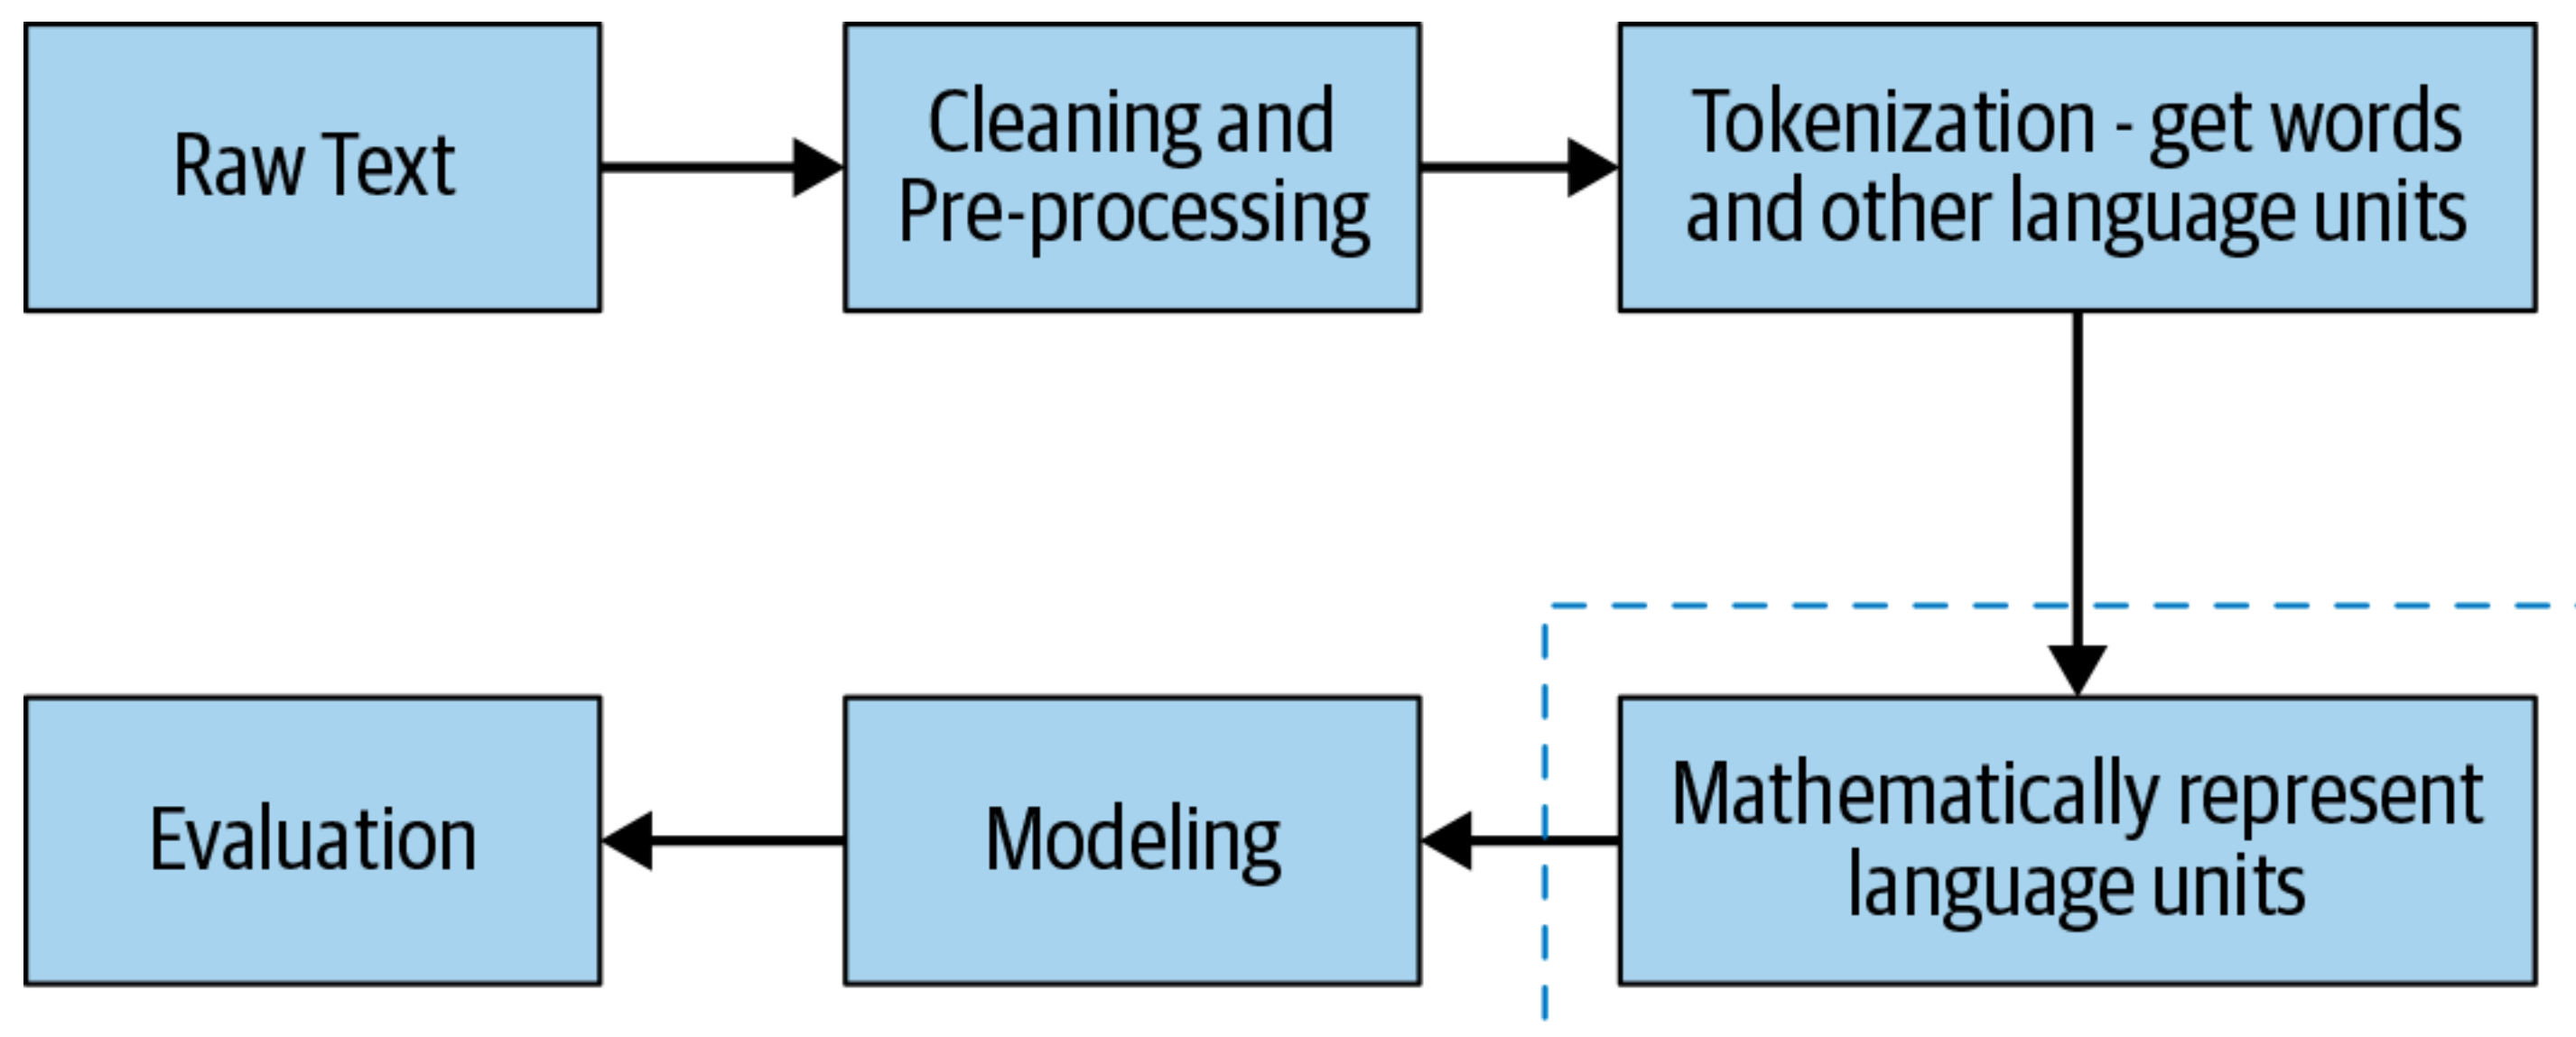 Raw Text
Cleaning and
Pre-processing
Tokenization - get words
and other language units
Evaluation
Modeling
Mathematically represent
language units